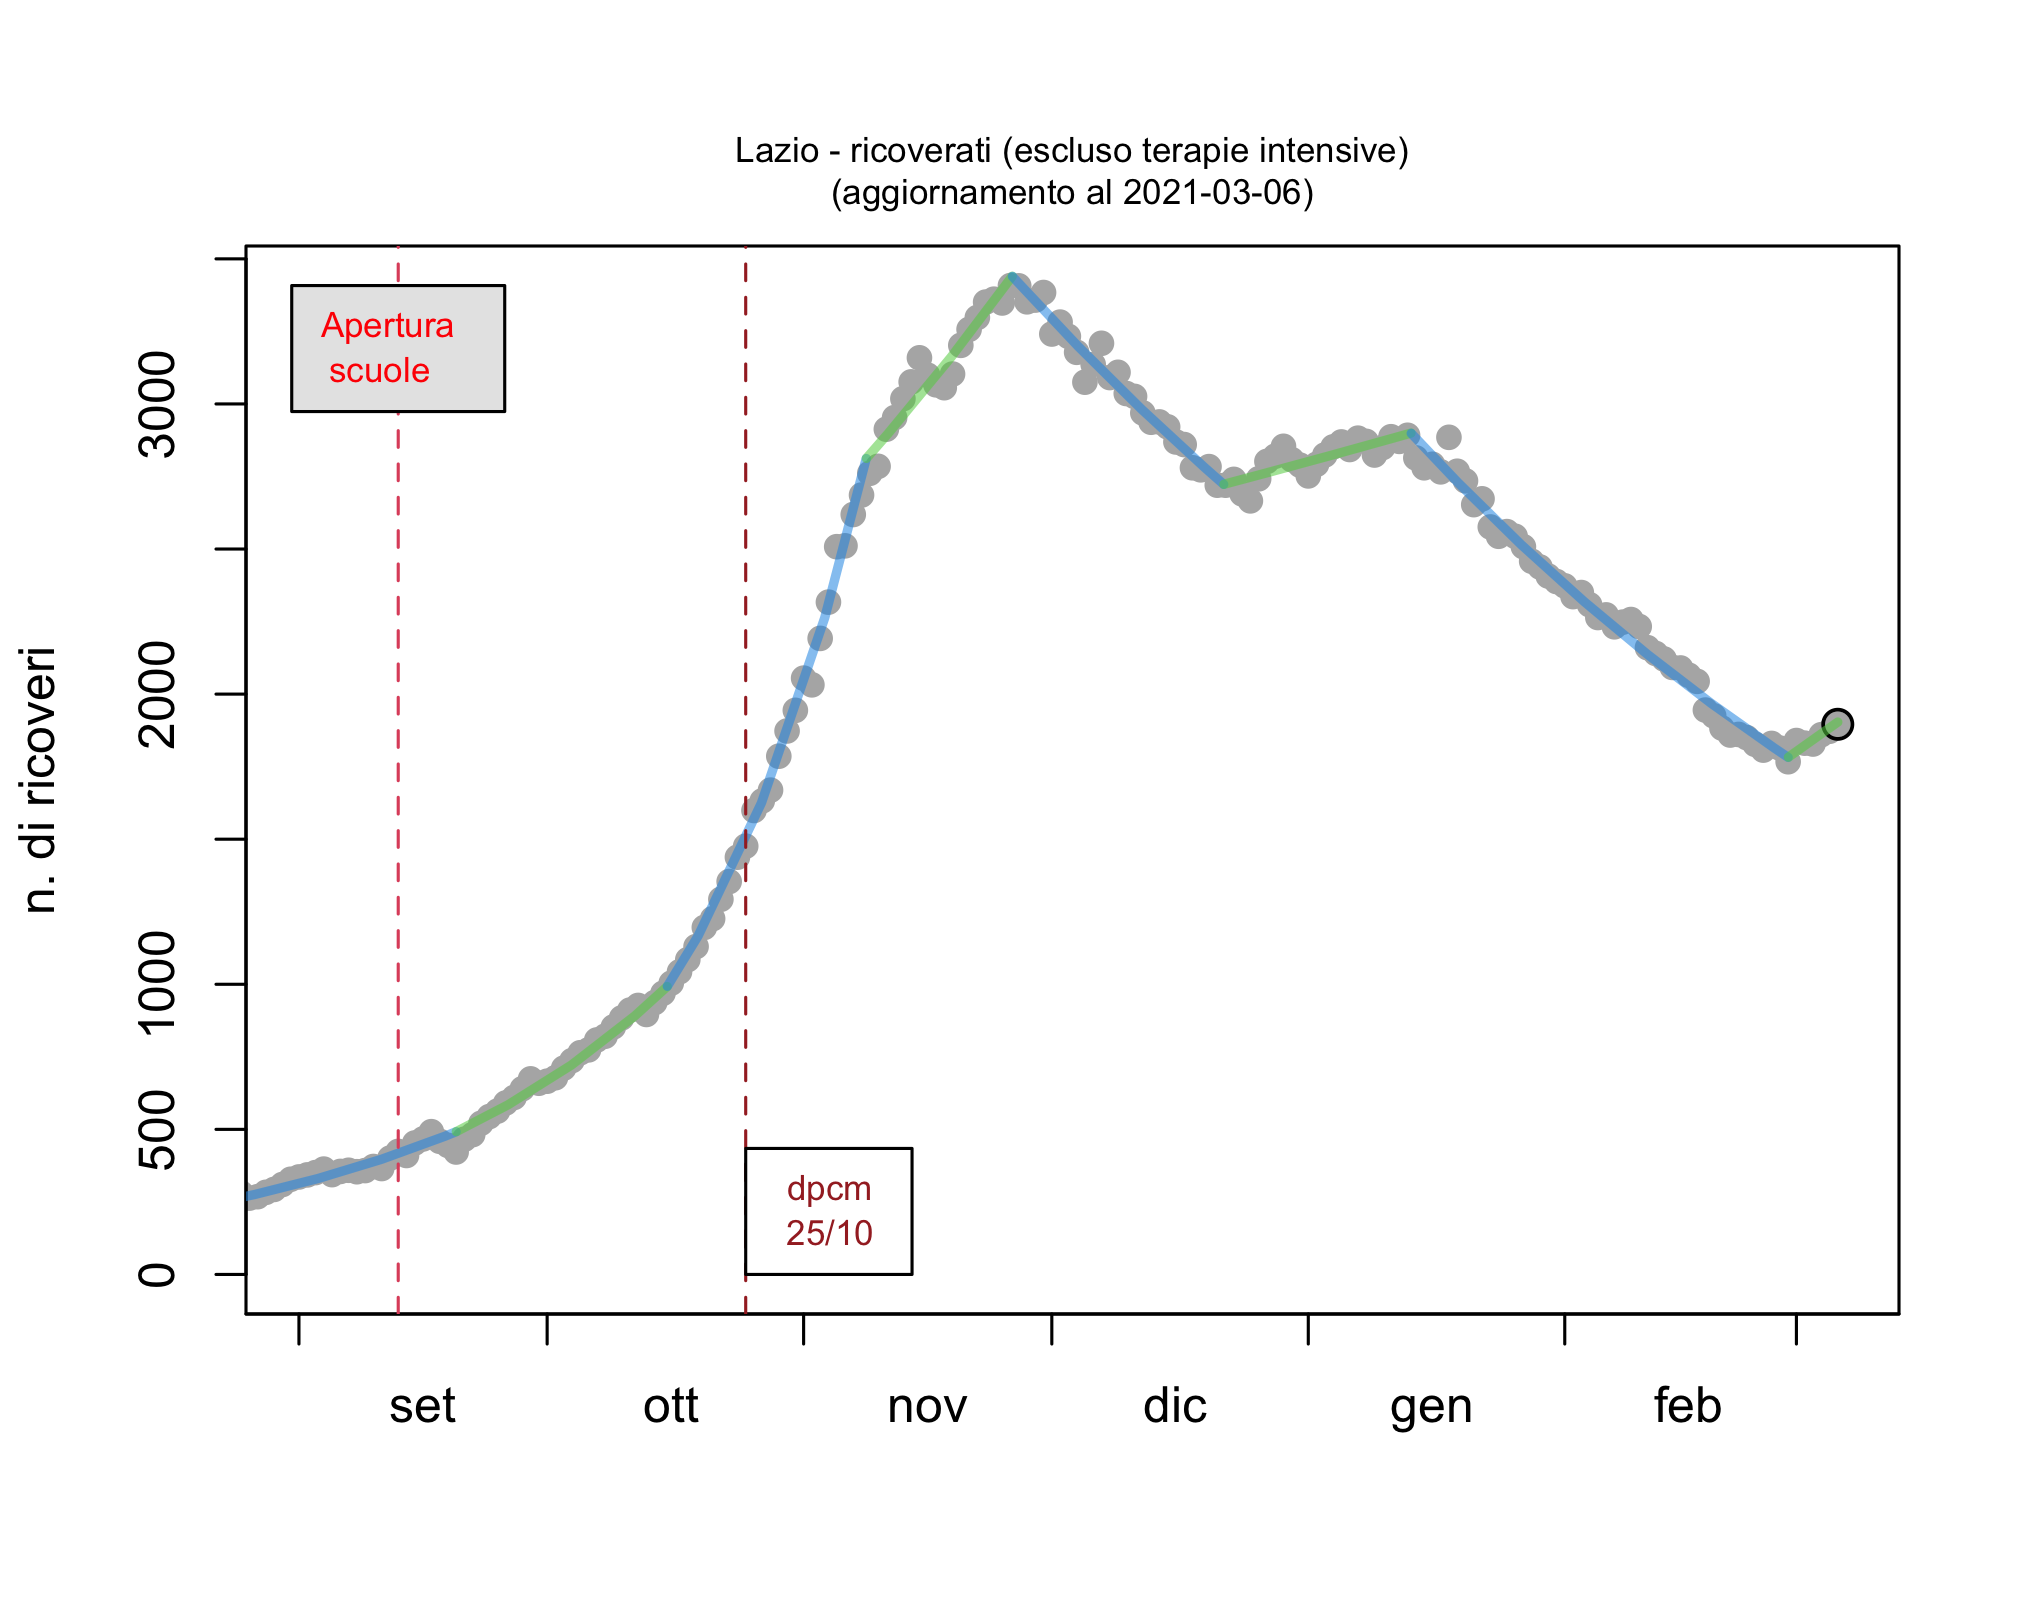 Lazio - ricoverati (escluso terapie intensive)
(aggiornamento al 2021-03-06)
Apertura
scuole
3000
2000
1000
500
0
n. di ricoveri
dpcm
25/10
set ott nov dic gen feb